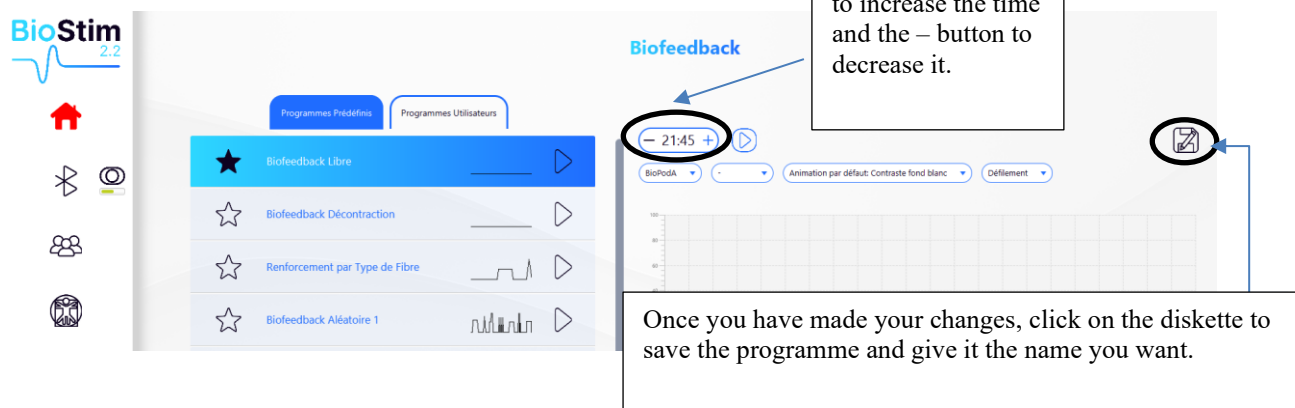 BioStim
2.2
to increase the time
and the – button to
decrease it.
Biofeedback
Programmes Prédéfinis
Programmes Utilisateurs
Biofeedback Libre
Biofeedback Décontraction
Renforcement par Type de Fibre
Biofeedback Aléatoire 1
— 21:45 +
BioPodA
-
Animation par défaut: Contraste fond blanc
Défilement
100
80
60
Once you have made your changes, click on the diskette to
save the programme and give it the name you want.